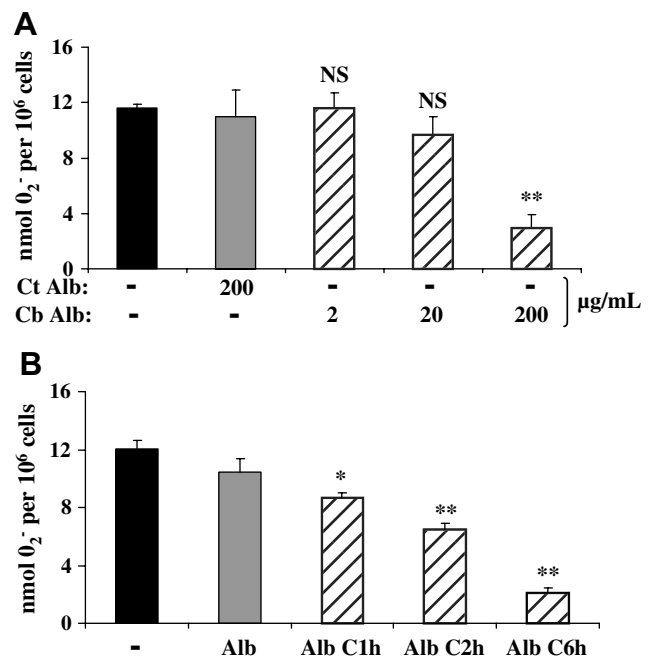 A
16
12
8
4
0
nmol 0₂⁻ per 10⁶ cells
NS
NS
**
Ct Alb: - 200 - - -
Cb Alb: - - 2 20 200
µg/mL
B
16
12
8
4
0
nmol 0₂⁻ per 10⁶ cells
*
**
**
- Alb Alb C1h Alb C2h Alb C6h